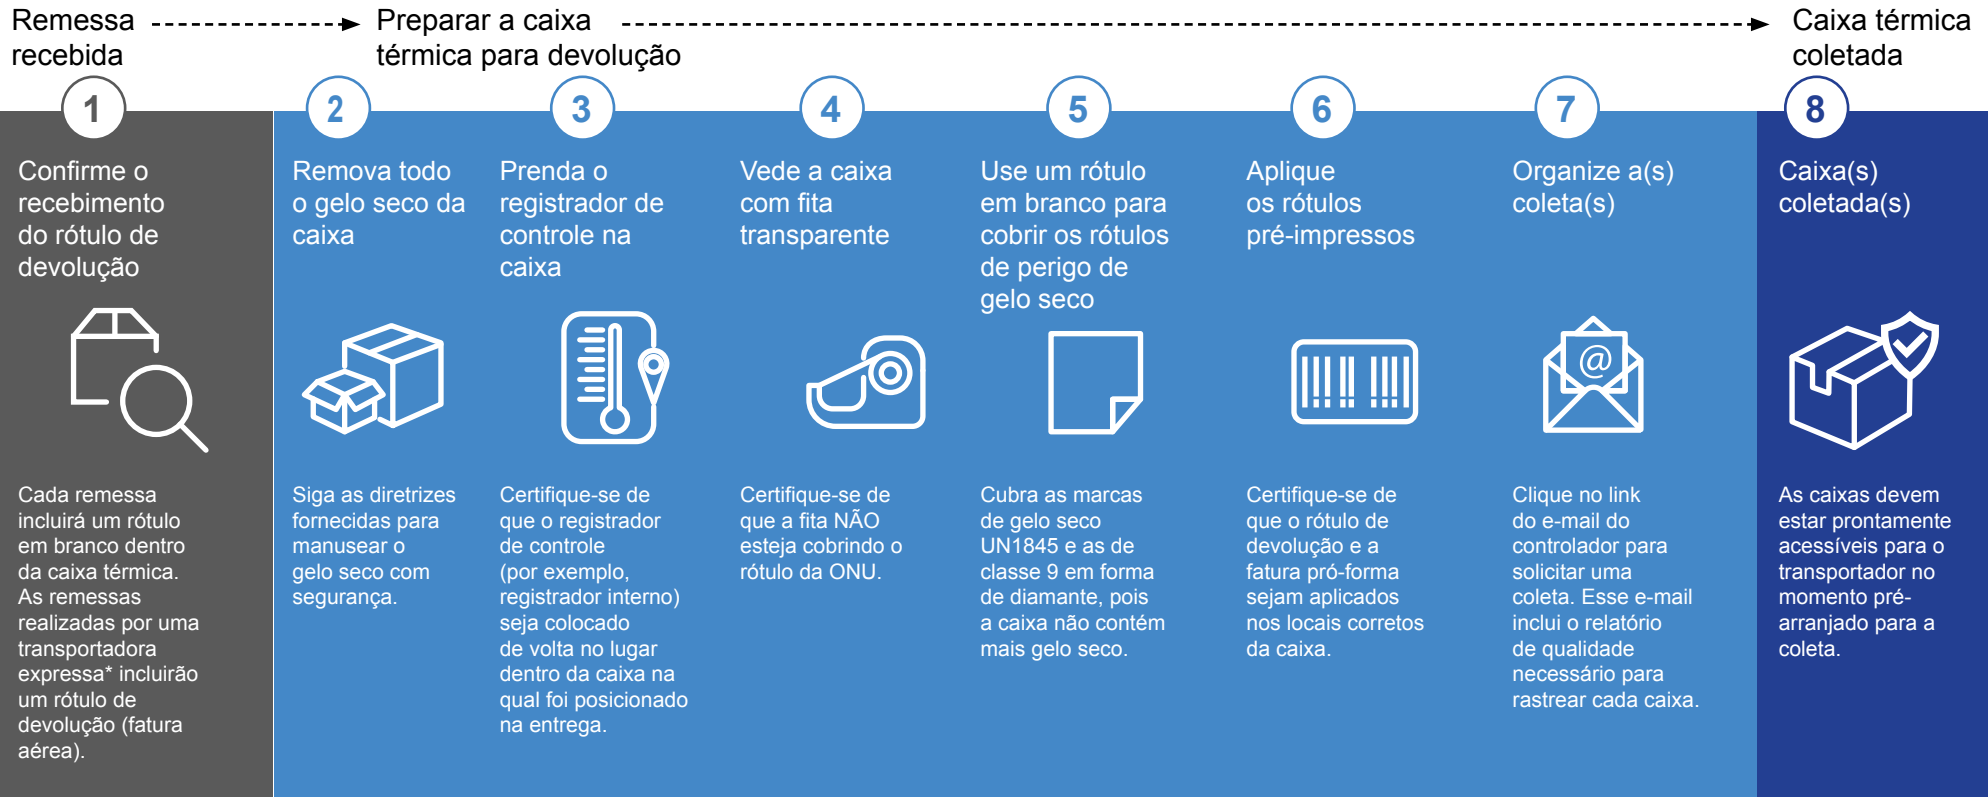 Remessa
recebida
Preparar a caixa
térmica para devolução
Caixa térmica
coletada
1
Confirme o
recebimento
do rótulo de
devolução
Cada remessa
incluirá um rótulo
em branco dentro
da caixa térmica.
As remessas
realizadas por uma
transportadora
expressa* incluirão
um rótulo de
devolução (fatura
aérea).
2
Remova todo
o gelo seco da
caixa
Siga as diretrizes
fornecidas para
manusear o
gelo seco com
segurança.
3
Prenda o
registrador de
controle na
caixa
Certifique-se de
que o registrador
de controle
(por exemplo,
registrador interno)
seja colocado
de volta no lugar
dentro da caixa na
qual foi posicionado
na entrega.
4
Vede a caixa
com fita
transparente
Certifique-se de
que a fita NÃO
esteja cobrindo o
rótulo da ONU.
5
Use um rótulo
em branco para
cobrir os rótulos
de perigo de
gelo seco
Cubra as marcas
de gelo seco
UN1845 e as de
classe 9 em forma
de diamante, pois
a caixa não contém
mais gelo seco.
6
Aplique
os rótulos
pré-impressos
Certifique-se de
que o rótulo de
devolução e a
fatura pró-forma
sejam aplicados
nos locais corretos
da caixa.
7
Organize a(s)
coleta(s)
@
Clique no link
do e-mail do
controlador para
solicitar uma
coleta. Esse e-mail
inclui o relatório
de qualidade
necessário para
rastrear cada caixa.
8
Caixa(s)
coletada(s)
As caixas devem
estar prontamente
acessíveis para o
transportador no
momento pré-
arranjado para a
coleta.